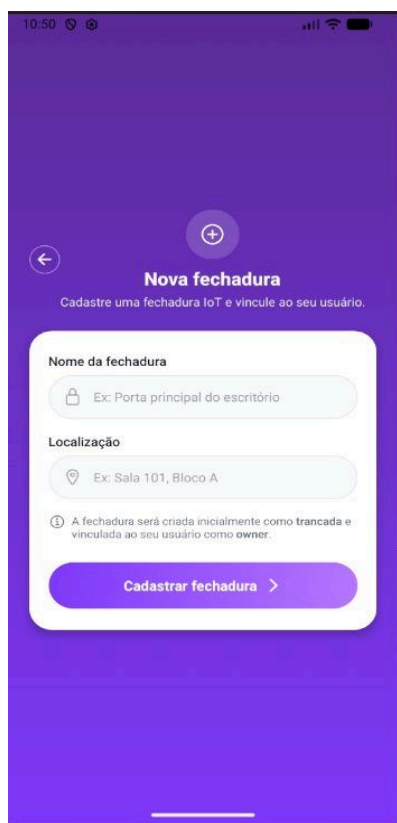 10:50
Nova fechadura
Cadastre uma fechadura IoT e vincule ao seu usuário.
Nome da fechadura
Ex: Porta principal do escritório
Localização
Ex: Sala 101, Bloco A
A fechadura será criada inicialmente como trancada e
vinculada ao seu usuário como owner.
Cadastrar fechadura